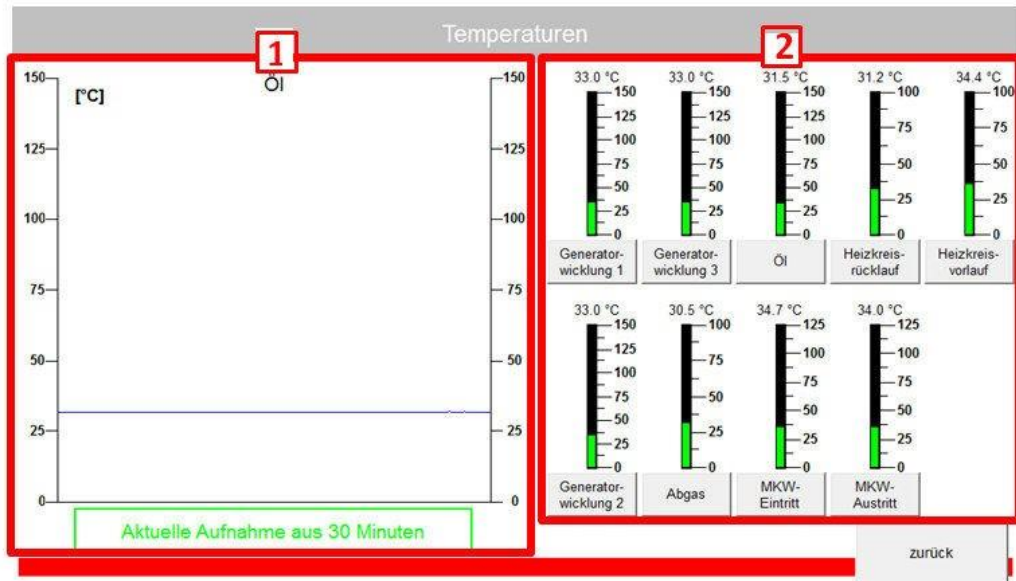 Temperaturen
1
2
Öl
[°C]
150
125
100
75
50
25
0
150
125
100
75
50
25
0
Aktuelle Aufnahme aus 30 Minuten
33.0 °C
150
125
100
75
50
25
0
Generator-
wicklung 1
33.0 °C
150
125
100
75
50
25
0
Generator-
wicklung 3
31.5 °C
150
125
100
75
50
25
0
Öl
31.2 °C
100
75
50
25
0
Heizkreis-
rücklauf
34.4 °C
100
75
50
25
0
Heizkreis-
vorlauf
33.0 °C
150
125
100
75
50
25
0
Generator-
wicklung 2
30.5 °C
100
75
50
25
0
Abgas
34.7 °C
125
100
75
50
25
0
MKW-
Eintritt
34.0 °C
125
100
75
50
25
0
MKW-
Austritt
zurück